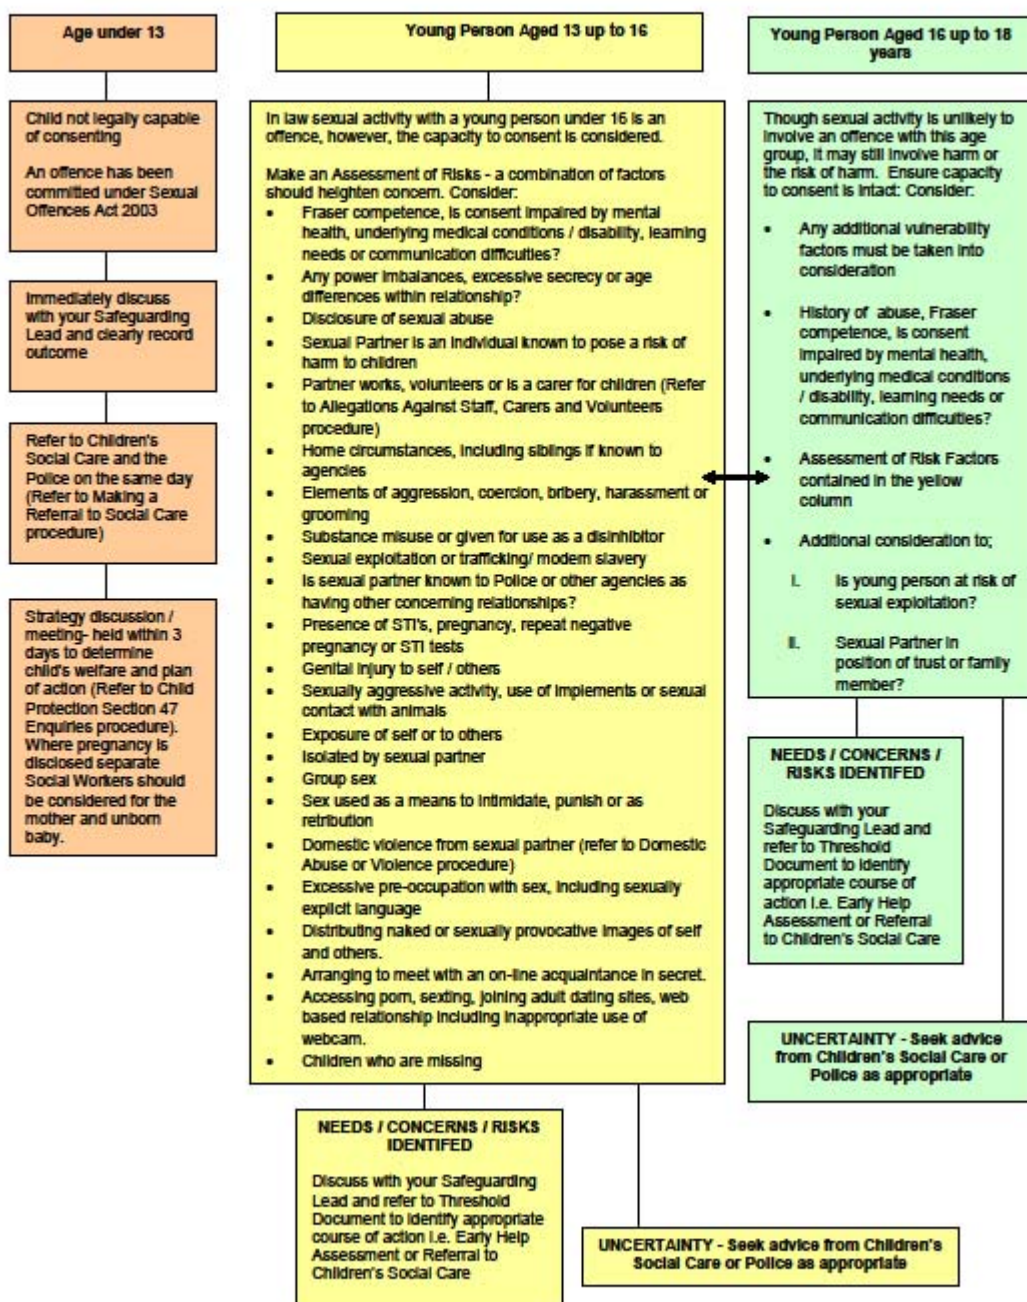 Age under 13
Child not legally capable
of consenting
An offence has been
committed under Sexual
Offences Act 2003
Immediately discuss
with your Safeguarding
Lead and clearly record
outcome
Refer to Children's
Social Care and the
Police on the same day
(Refer to Making a
Referral to Social Care
procedure)
Strategy discussion /
meeting- held within 3
days to determine
child's welfare and plan
of action (Refer to Child
Protection Section 47
Enquiries procedure).
Where pregnancy is
disclosed separate
Social Workers should
be considered for the
mother and unborn
baby.
Young Person Aged 13 up to 16
In law sexual activity with a young person under 16 is an
offence, however, the capacity to consent is considered.
Make an Assessment of Risks - a combination of factors
should heighten concern. Consider:
• Fraser competence, is consent impaired by mental
health, underlying medical conditions / disability, learning
needs or communication difficulties?
• Any power imbalances, excessive secrecy or age
differences within relationship?
• Disclosure of sexual abuse
• Sexual Partner is an individual known to pose a risk of
harm to children
• Partner works, volunteers or is a carer for children (Refer
to Allegations Against Staff, Carers and Volunteers
procedure)
• Home circumstances, including siblings if known to
agencies
• Elements of aggression, coercion, bribery, harassment or
grooming
• Substance misuse or given for use as a disinhibitor
• Sexual exploitation or trafficking/ modern slavery
• Is sexual partner known to Police or other agencies as
having other concerning relationships?
• Presence of STI's, pregnancy, repeat negative
pregnancy or STI tests
• Genital injury to self / others
• Sexually aggressive activity, use of implements or sexual
contact with animals
• Exposure of self or to others
• Isolated by sexual partner
• Group sex
• Sex used as a means to intimidate, punish or as
retribution
• Domestic violence from sexual partner (refer to Domestic
Abuse or Violence procedure)
• Excessive pre-occupation with sex, including sexually
explicit language
• Distributing naked or sexually provocative images of self
and others.
• Arranging to meet with an on-line acquaintance in secret.
• Accessing porn, sexting, joining adult dating sites, web
based relationship including inappropriate use of
webcam.
• Children who are missing
NEEDS / CONCERNS / RISKS
IDENTIFED
Discuss with your Safeguarding
Lead and refer to Threshold
Document to identify appropriate
course of action i.e. Early Help
Assessment or Referral to
Children's Social Care
UNCERTAINTY - Seek advice from Children's
Social Care or Police as appropriate
Young Person Aged 16 up to 18
years
Though sexual activity is unlikely to
involve an offence with this age
group, it may still involve harm or
the risk of harm. Ensure capacity
to consent is intact: Consider:
• Any additional vulnerability
factors must be taken into
consideration
• History of abuse, Fraser
competence, is consent
impaired by mental health,
underlying medical conditions
/ disability, learning needs or
communication difficulties?
• Assessment of Risk Factors
contained in the yellow
column
• Additional consideration to;
I. Is young person at risk of
sexual exploitation?
II. Sexual Partner in
position of trust or family
member?
NEEDS / CONCERNS /
RISKS IDENTIFED
Discuss with your
Safeguarding Lead and
refer to Threshold
Document to identify
appropriate course of
action i.e. Early Help
Assessment or Referral
to Children's Social Care
UNCERTAINTY - Seek advice
from Children's Social Care or
Police as appropriate